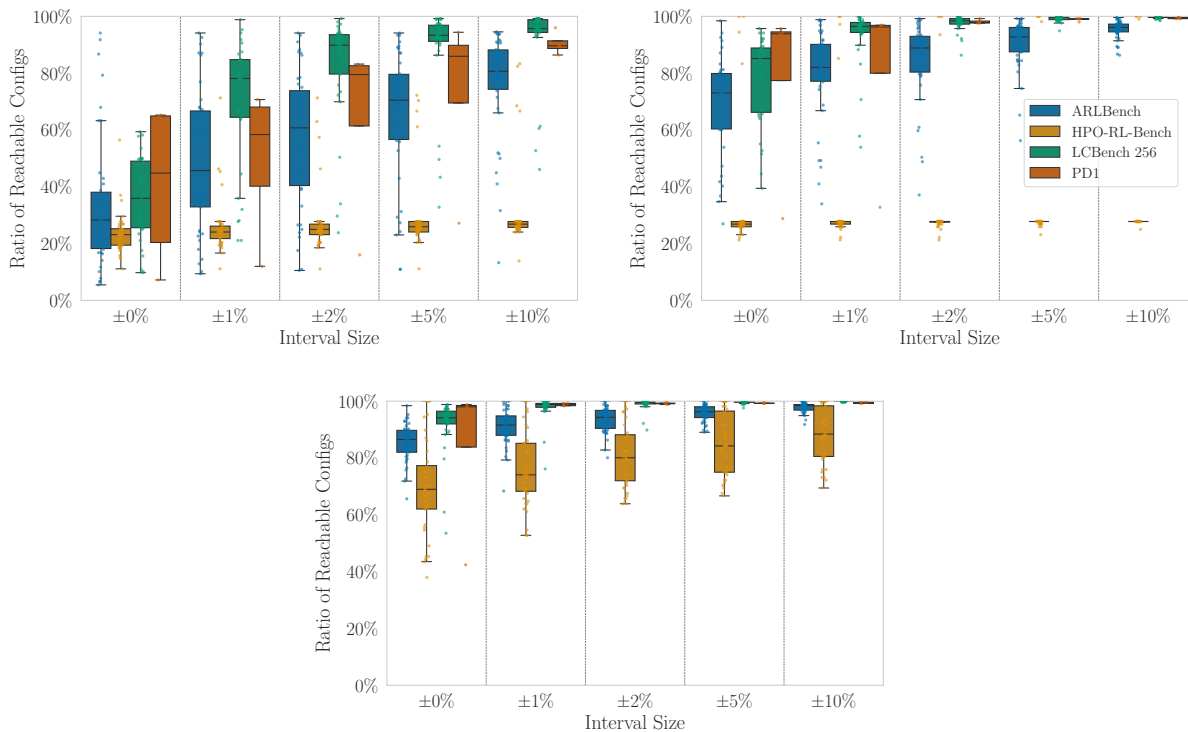 100%
80%
60%
40%
20%
0%
Ratio of Reachable Configs
±0% ±1% ±2% ±5% ±10%
Interval Size
100%
80%
60%
40%
20%
0%
Ratio of Reachable Configs
ARLBench
HPO-RL-Bench
LCBench 256
PD1
±0% ±1% ±2% ±5% ±10%
Interval Size
100%
80%
60%
40%
20%
0%
Ratio of Reachable Configs
±0% ±1% ±2% ±5% ±10%
Interval Size